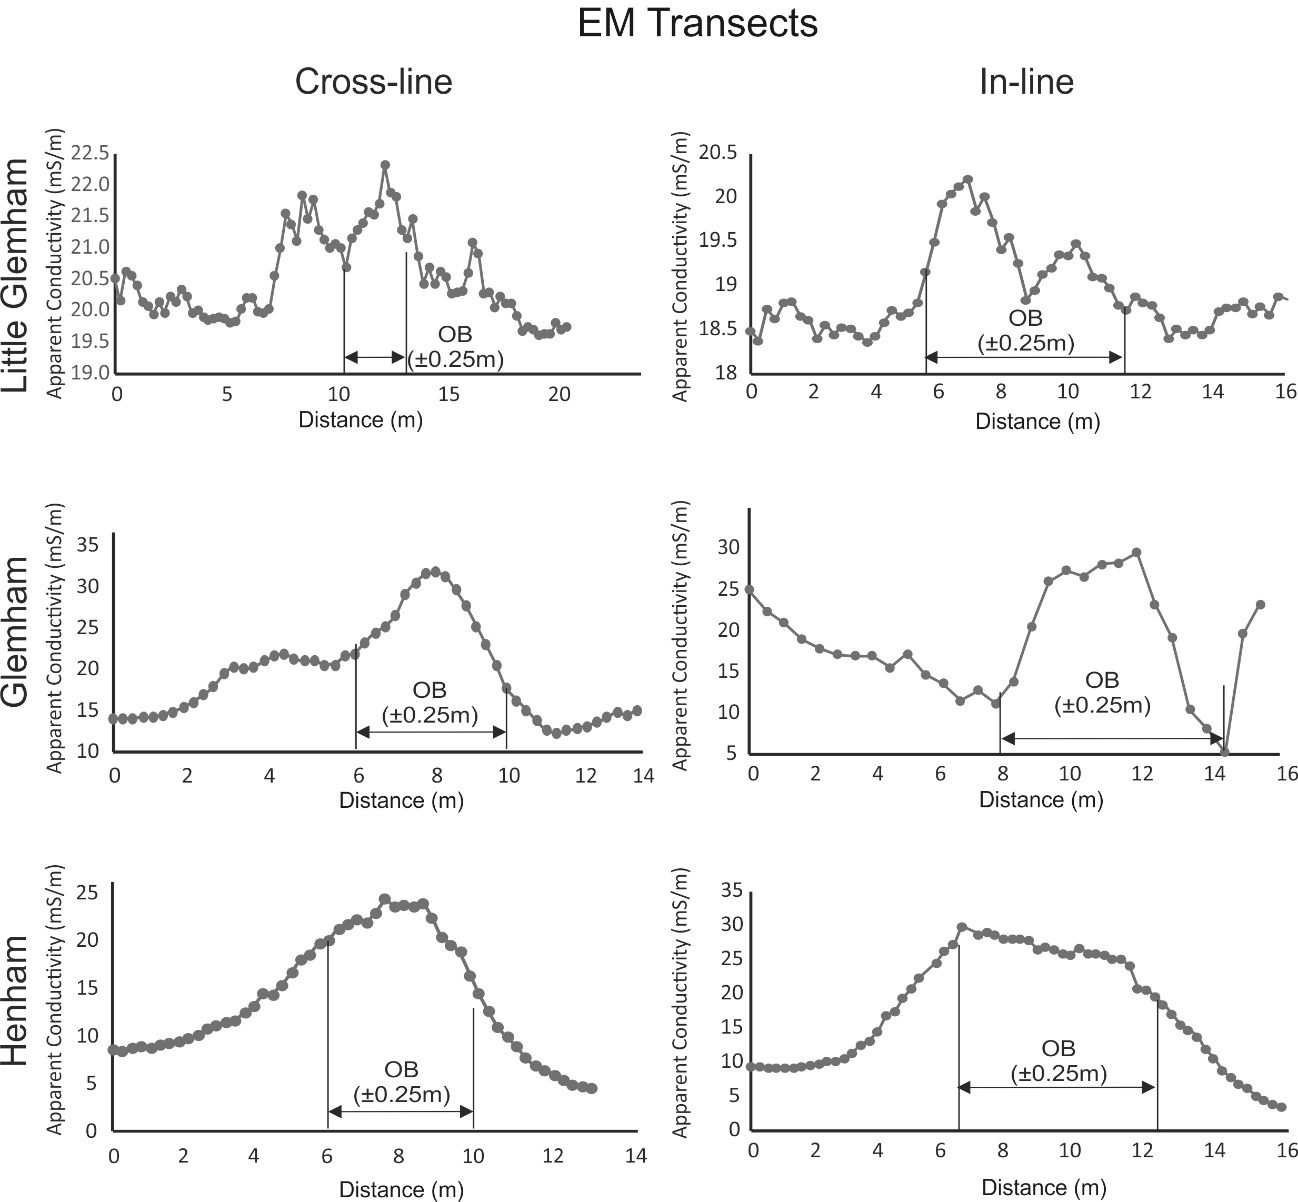 EM Transects
Cross-line
In-line
Little Glemham
Apparent Conductivity (mS/m)
22.5
22.0
21.5
21.0
20.5
20.0
19.5
19.0
OB
(±0.25m)
0 5 10 15 20
Distance (m)
Apparent Conductivity (mS/m)
20.5
20
19.5
19
18.5
18
OB
(±0.25m)
0 2 4 6 8 10 12 14 16
Distance (m)
Glemham
Apparent Conductivity (mS/m)
35
30
25
20
15
10
OB
(±0.25m)
0 2 4 6 8 10 12 14
Distance (m)
Apparent Conductivity (mS/m)
30
25
20
15
10
5
OB
(±0.25m)
0 2 4 6 8 10 12 14 16
Distance (m)
Henham
Apparent Conductivity (mS/m)
25
20
15
10
5
0
OB
(±0.25m)
0 2 4 6 8 10 12 14
Distance (m)
Apparent Conductivity (mS/m)
35
30
25
20
15
10
5
0
OB
(±0.25m)
0 2 4 6 8 10 12 14 16
Distance (m)